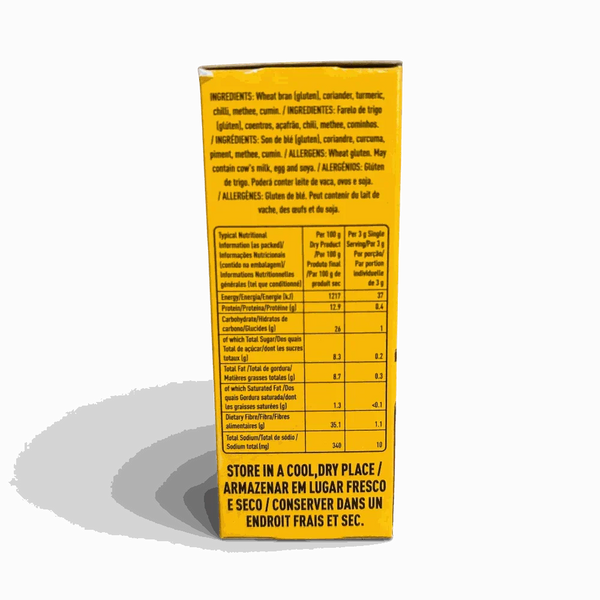 INGREDIENTS: Wheat bran (gluten), coriander, turmeric,
chilli, methee, cumin. / INGREDIENTES: Farelo de trigo
(glúten), coentros, açafrão, chili, methee, cominhos.
/ INGRÉDIENTS: Son de blé (gluten), coriandre, curcuma,
piment, methee, cumin. / ALLERGENS: Wheat gluten. May
contain cow's milk, egg and soya. / ALERGÉNIOS: Glúten
de trigo. Poderá conter leite de vaca, ovos e soja.
/ ALLERGÈNES: Gluten de blé. Peut contenir du lait de
vache, des œufs et du soja.
Typical Nutritional
Information (as packed)/
Informações Nutricionais
(contido na embalagem)/
Informations Nutritionnelles
générales (tel que conditionné)
Per 100 g
Dry Product
/Por 100 g
Produto final
/Par 100 g de
produit sec
Per 3 g Single
Serving/Por 3 g
Por porção/
Par portion
individuelle
de 3 g
Energy/Energia/Energie (kJ) 1217 37
Protein/Proteína/Protéine (g) 12.9 0.4
Carbohydrate/Hidratos de
carbono/Glucides (g) 26 1
of which Total Sugar/Dos quais
Total de açúcar/dont les sucres
totaux (g) 8.3 0.2
Total Fat /Total de gordura/
Matières grasses totales (g) 8.7 0.3
of which Saturated Fat /Dos
quais Gordura saturada/dont
les graisses saturées (g) 1.3 <0.1
Dietary Fibre/Fibra/Fibres
alimentaires (g) 35.1 1.1
Total Sodium/Total de sódio /
Sodium total(mg) 340 10
STORE IN A COOL,DRY PLACE /
ARMAZENAR EM LUGAR FRESCO
E SECO / CONSERVER DANS UN
ENDROIT FRAIS ET SEC.